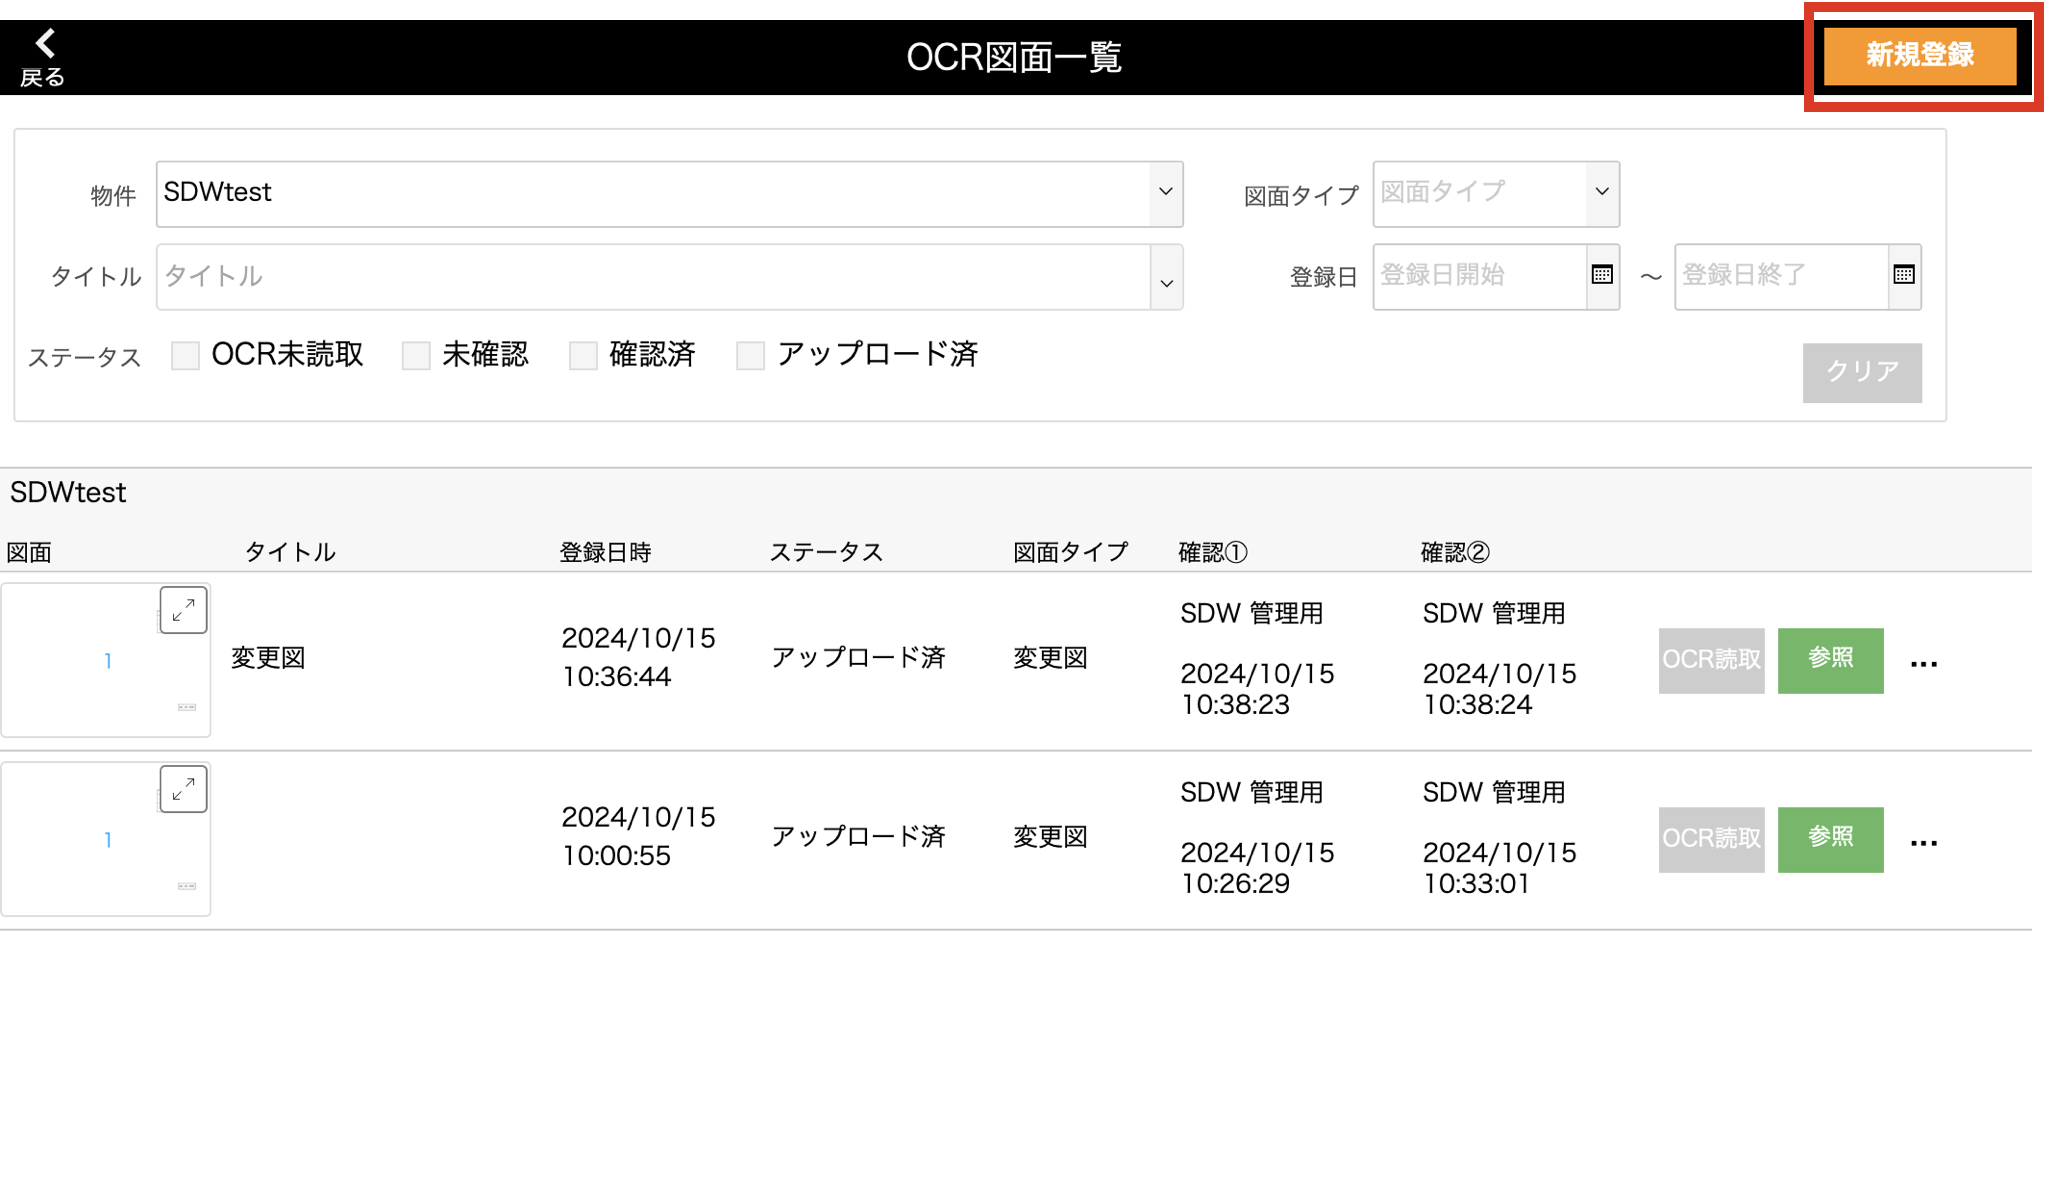 戻る
OCR図面一覧
新規登録
物件
SDWtest
図面タイプ
図面タイプ
タイトル
タイトル
登録日
登録日開始
～
登録日終了
ステータス
OCR未読取
未確認
確認済
アップロード済
クリア
SDWtest
図面
タイトル
登録日時
ステータス
図面タイプ
確認①
確認②
1
変更図
2024/10/15
10:36:44
アップロード済
変更図
SDW 管理用
2024/10/15
10:38:23
SDW 管理用
2024/10/15
10:38:24
OCR読取
参照
...
1
2024/10/15
10:00:55
アップロード済
変更図
SDW 管理用
2024/10/15
10:26:29
SDW 管理用
2024/10/15
10:33:01
OCR読取
参照
...